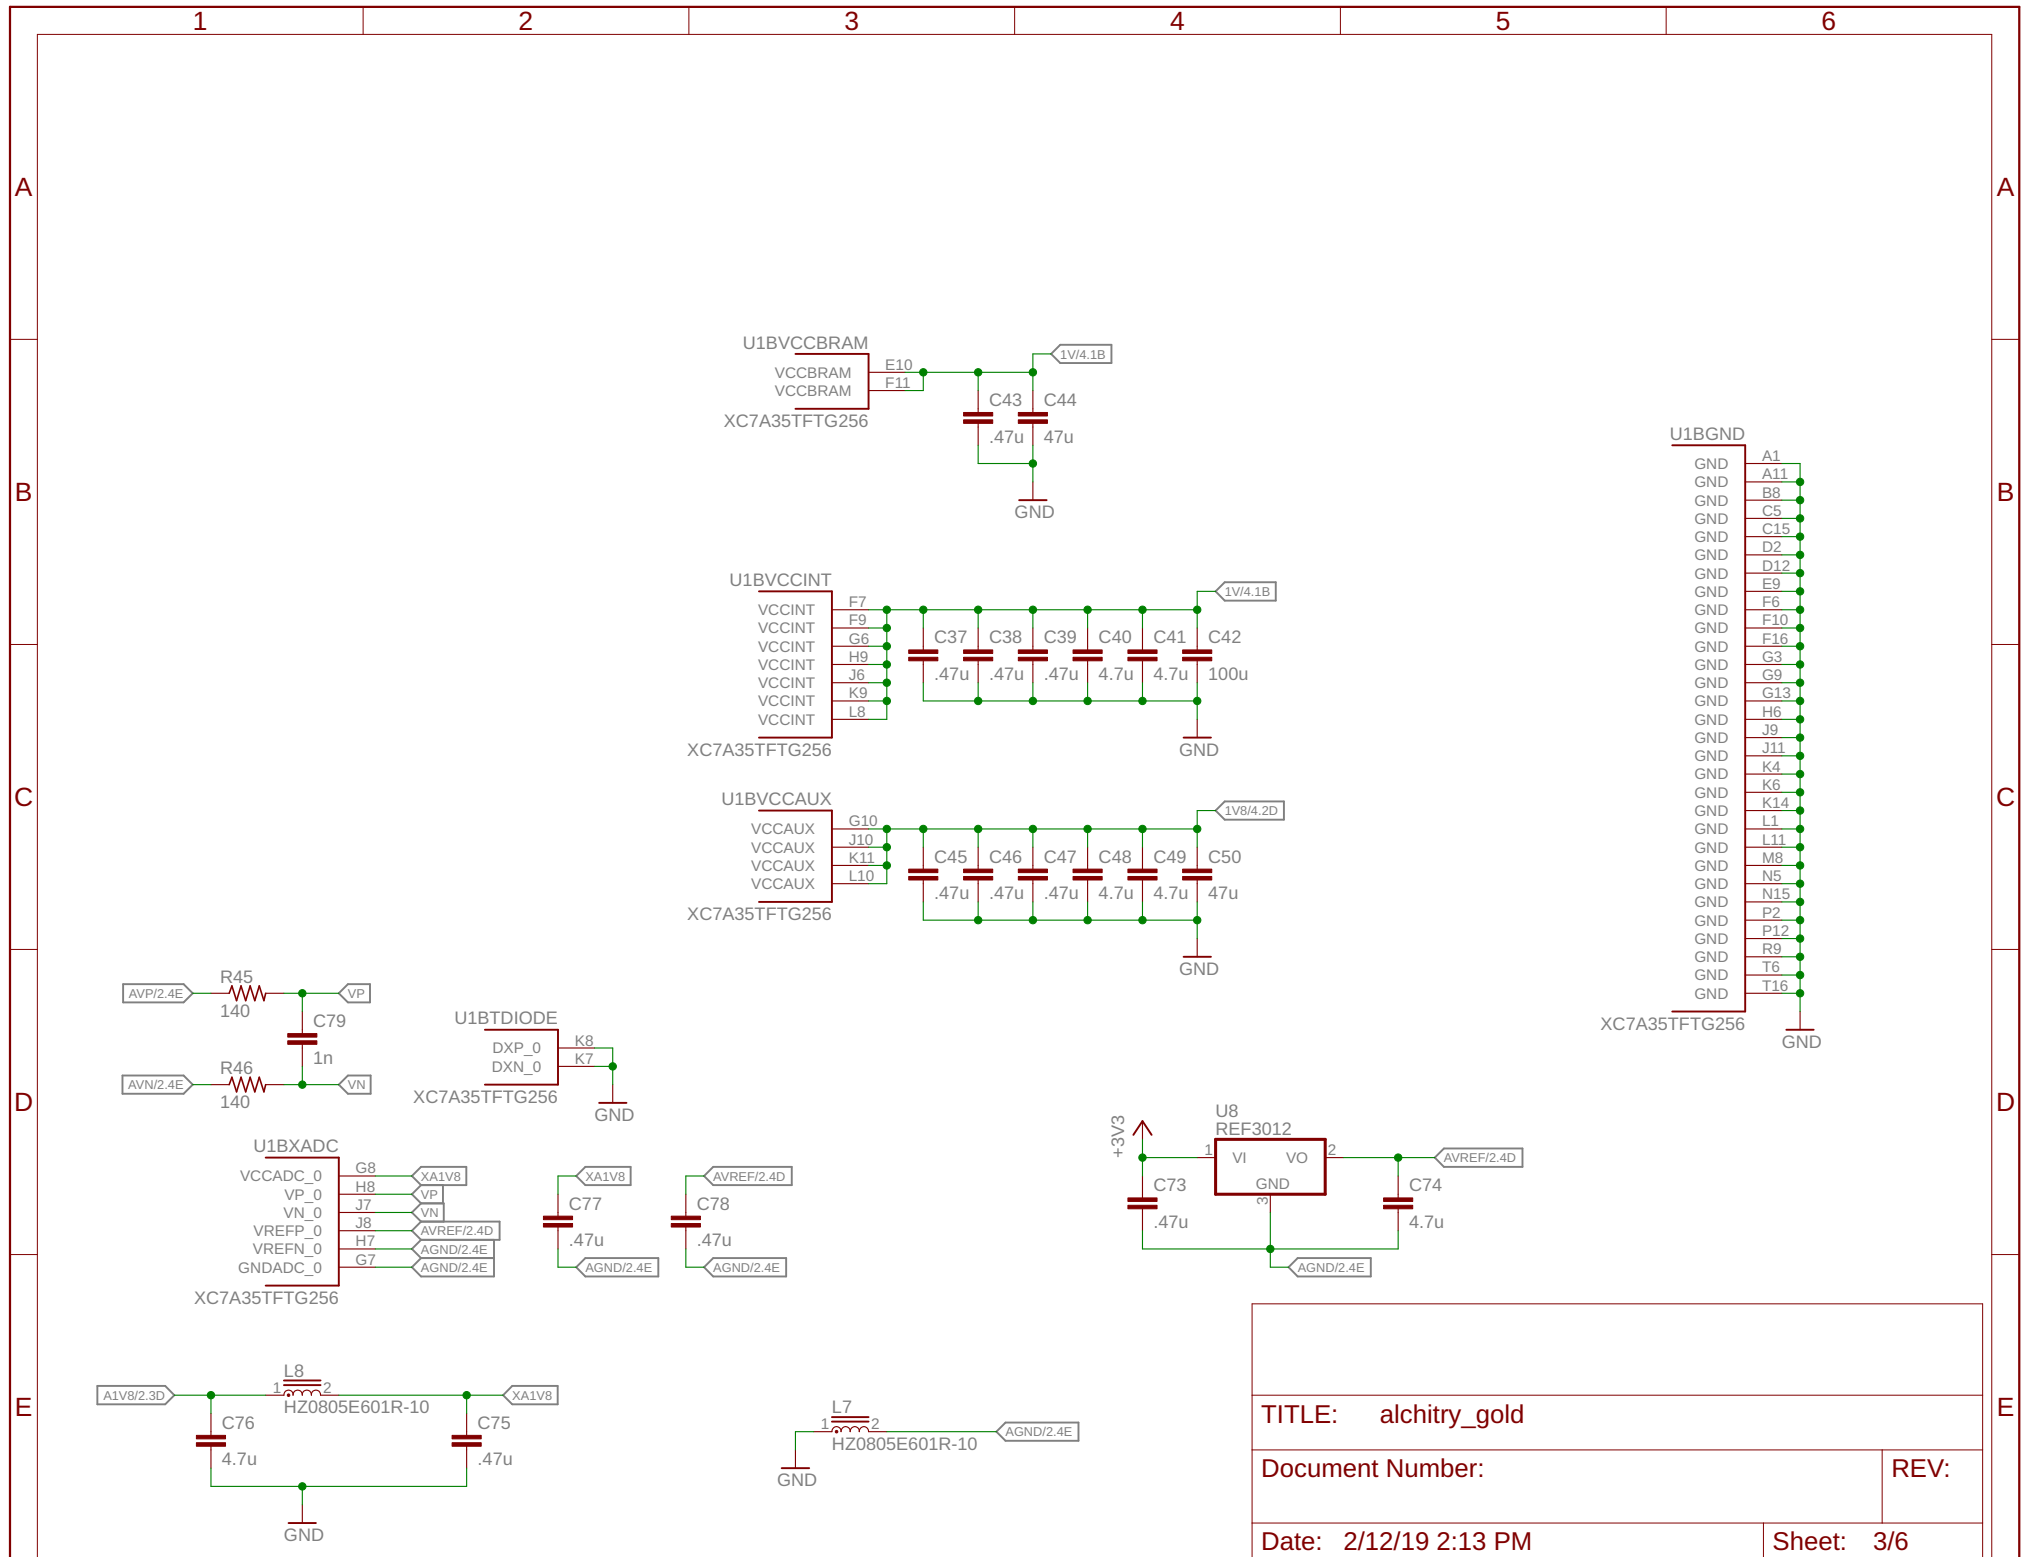 1 2 3 4 5 6
A A
U1BVCCBRAM
VCCBRAM E10
VCCBRAM F11
XC7A35TFTG256
1V/4.1B
C43 C44
.47u 47u
GND
B B
U1BVCCINT
VCCINT F7
VCCINT F9
VCCINT G6
VCCINT H9
VCCINT J6
VCCINT K9
VCCINT L8
XC7A35TFTG256
1V/4.1B
C37 C38 C39 C40 C41 C42
.47u .47u .47u 4.7u 4.7u 100u
GND
U1BVCCAUX
VCCAUX G10
VCCAUX J10
VCCAUX K11
VCCAUX L10
XC7A35TFTG256
1V8/4.2D
C45 C46 C47 C48 C49 C50
.47u .47u .47u 4.7u 4.7u 47u
GND
C C
U1BGND
GND A1
GND A11
GND B8
GND C5
GND C15
GND D2
GND D12
GND E9
GND F6
GND F10
GND F16
GND G3
GND G9
GND G13
GND H6
GND J9
GND J11
GND K4
GND K6
GND K14
GND L1
GND L11
GND M8
GND N5
GND N15
GND P2
GND P12
GND R9
GND T6
GND T16
XC7A35TFTG256
GND
R45
AVP/2.4E VP
140
C79
1n
R46
AVN/2.4E VN
140
U1BTDIODE
DXP_0 K8
DXN_0 K7
XC7A35TFTG256
GND
D D
U1BXADC
VCCADC_0 G8 XA1V8
VP_0 H8 VP
VN_0 J7 VN
VREFP_0 J8 AVREF/2.4D
VREFN_0 H7 AGND/2.4E
GNDADC_0 G7 AGND/2.4E
XC7A35TFTG256
XA1V8
C77
.47u
AGND/2.4E
AVREF/2.4D
C78
.47u
AGND/2.4E
+3V3
U8
REF3012
1 VI VO 2
GND
3
AVREF/2.4D
C73
.47u
C74
4.7u
AGND/2.4E
E E
L8
A1V8/2.3D 1 2 XA1V8
HZ0805E601R-10
C76 C75
4.7u .47u
GND
L7
1 2 AGND/2.4E
HZ0805E601R-10
GND
TITLE: alchitry_gold
Document Number:
REV:
Date: 2/12/19 2:13 PM
Sheet: 3/6